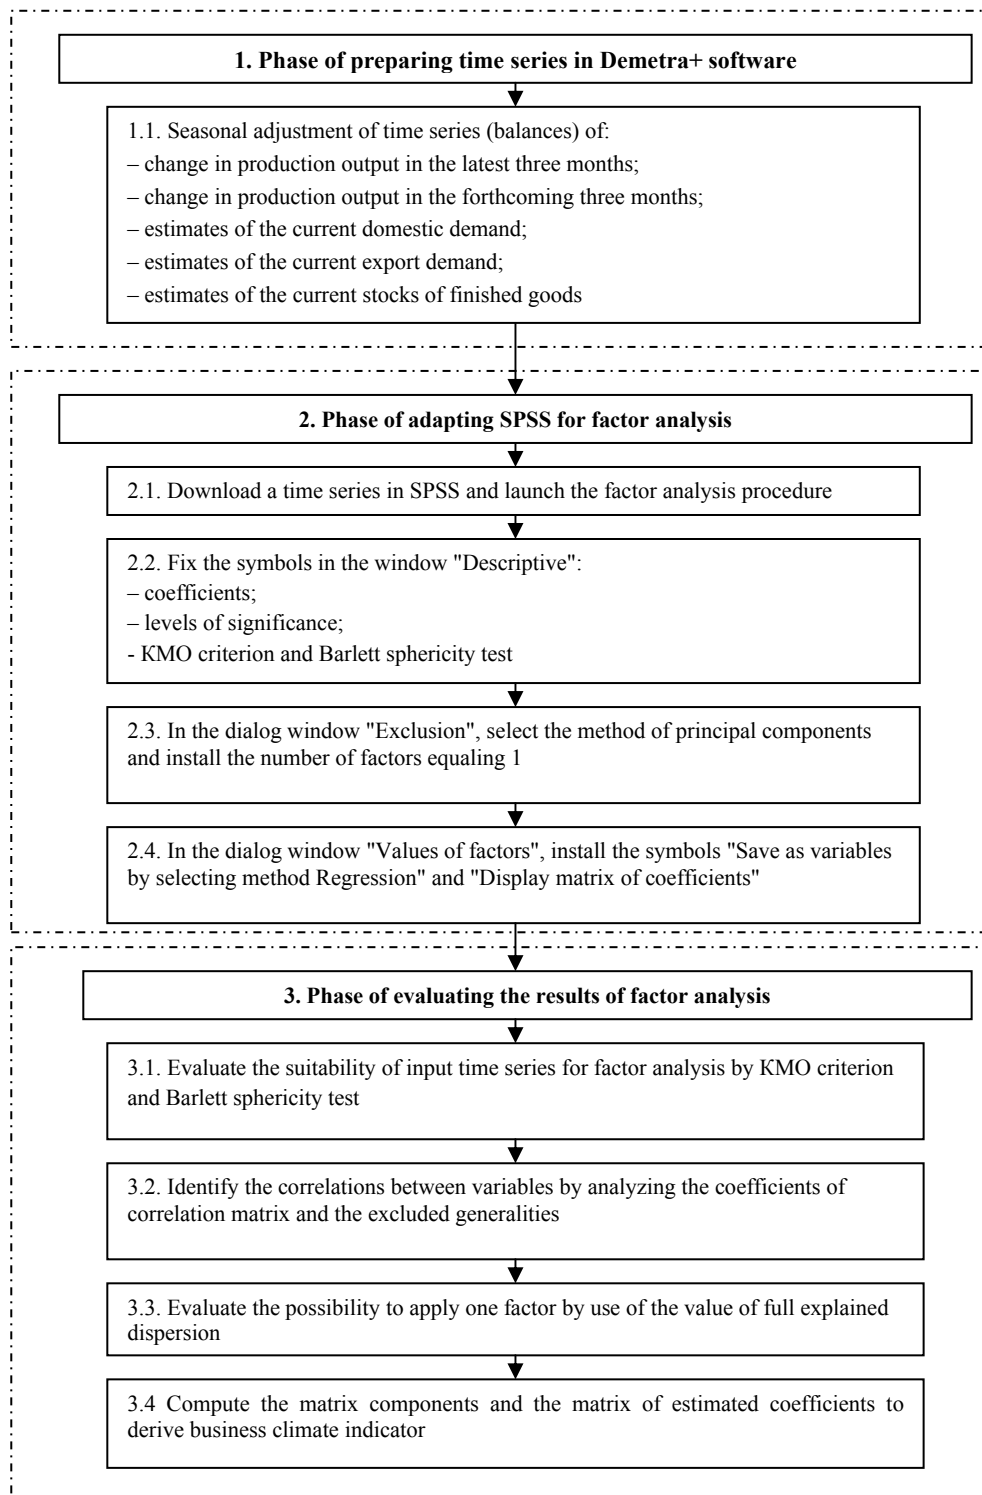 1. Phase of preparing time series in Demetra+ software
1.1. Seasonal adjustment of time series (balances) of:
– change in production output in the latest three months;
– change in production output in the forthcoming three months;
– estimates of the current domestic demand;
– estimates of the current export demand;
– estimates of the current stocks of finished goods
2. Phase of adapting SPSS for factor analysis
2.1. Download a time series in SPSS and launch the factor analysis procedure
2.2. Fix the symbols in the window "Descriptive":
– coefficients;
– levels of significance;
- KMO criterion and Barlett sphericity test
2.3. In the dialog window "Exclusion", select the method of principal components
and install the number of factors equaling 1
2.4. In the dialog window "Values of factors", install the symbols "Save as variables
by selecting method Regression" and "Display matrix of coefficients"
3. Phase of evaluating the results of factor analysis
3.1. Evaluate the suitability of input time series for factor analysis by KMO criterion
and Barlett sphericity test
3.2. Identify the correlations between variables by analyzing the coefficients of
correlation matrix and the excluded generalities
3.3. Evaluate the possibility to apply one factor by use of the value of full explained
dispersion
3.4 Compute the matrix components and the matrix of estimated coefficients to
derive business climate indicator